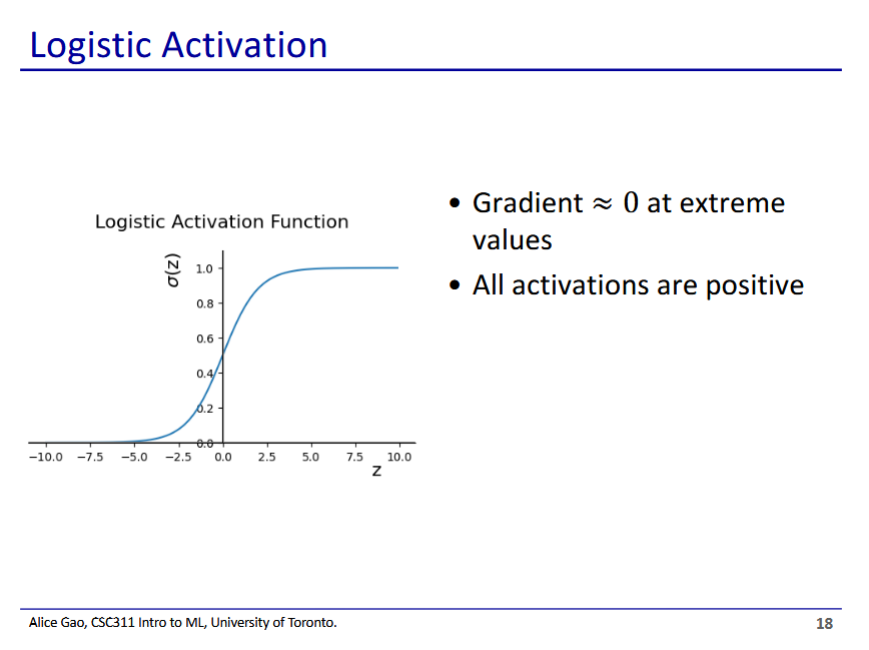 Logistic Activation
Logistic Activation Function
σ(z)
1.0
0.8
0.6
0.4
0.2
0.0
−10.0 −7.5 −5.0 −2.5 0.0 2.5 5.0 7.5 10.0
z
• Gradient ≈ 0 at extreme
values
• All activations are positive
Alice Gao, CSC311 Intro to ML, University of Toronto.
18